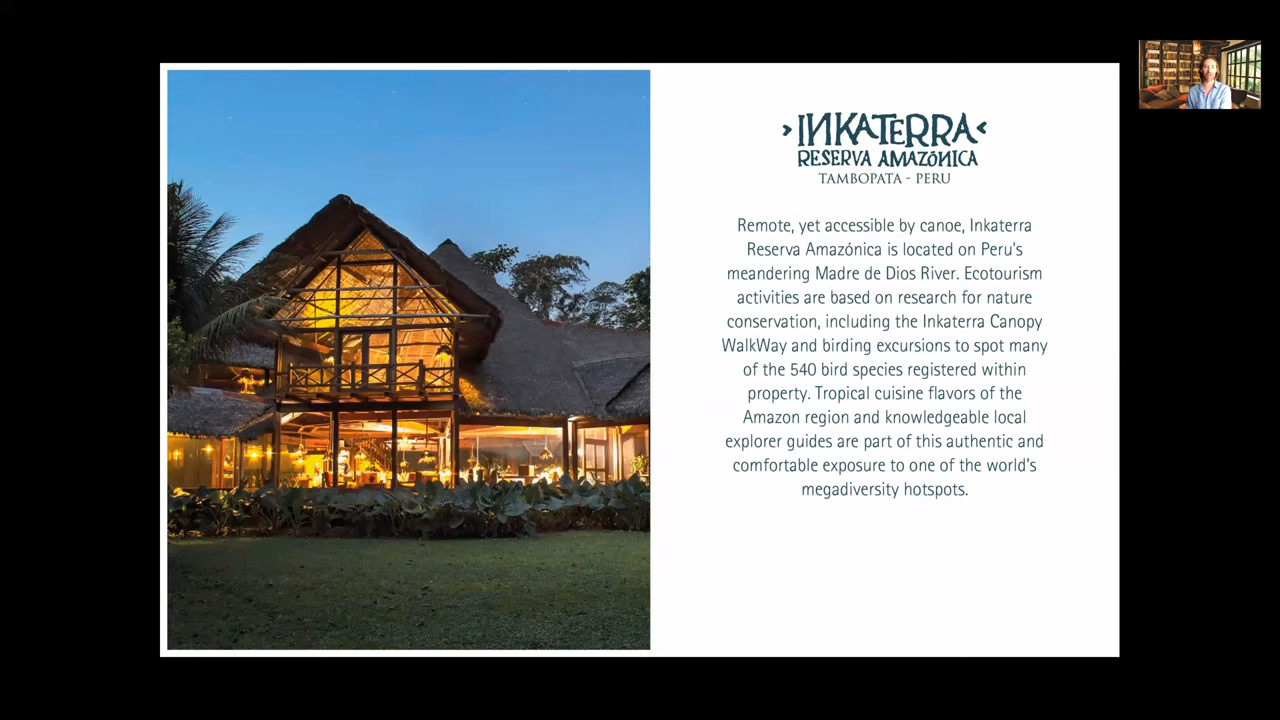 INKATERRA
RESERVA AMAZÓNICA
TAMBOPATA - PERU
Remote, yet accessible by canoe, Inkaterra
Reserva Amazónica is located on Peru's
meandering Madre de Dios River. Ecotourism
activities are based on research for nature
conservation, including the Inkaterra Canopy
WalkWay and birding excursions to spot many
of the 540 bird species registered within
property. Tropical cuisine flavors of the
Amazon region and knowledgeable local
explorer guides are part of this authentic and
comfortable exposure to one of the world's
megadiversity hotspots.